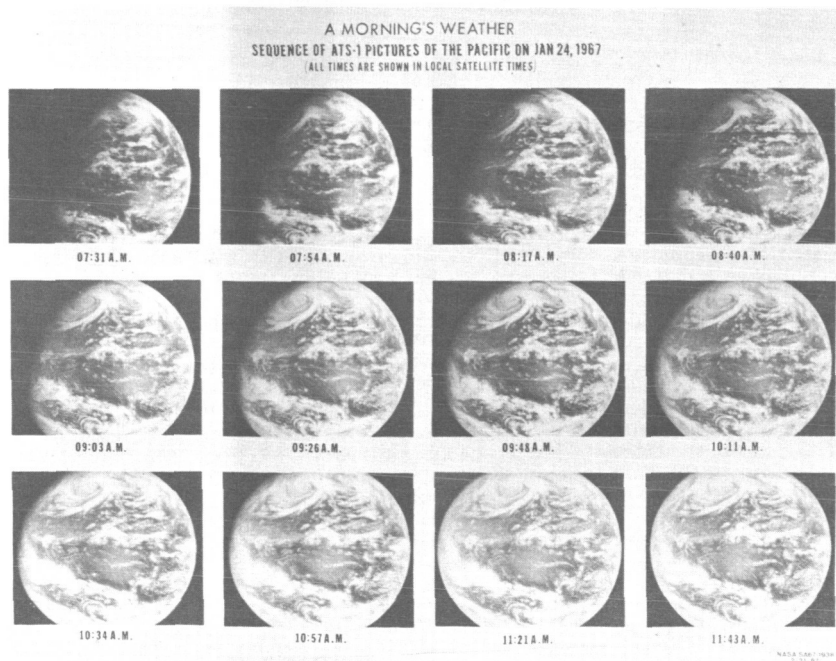 A MORNING'S WEATHER
SEQUENCE OF ATS-1 PICTURES OF THE PACIFIC ON JAN 24, 1967
(ALL TIMES ARE SHOWN IN LOCAL SATELLITE TIMES)
07:31 A.M. 07:54 A.M. 08:17 A.M. 08:40 A.M.
09:03 A.M. 09:26 A.M. 09:48 A.M. 10:11 A.M.
10:34 A.M. 10:57 A.M. 11:21 A.M. 11:43 A.M.
NASA